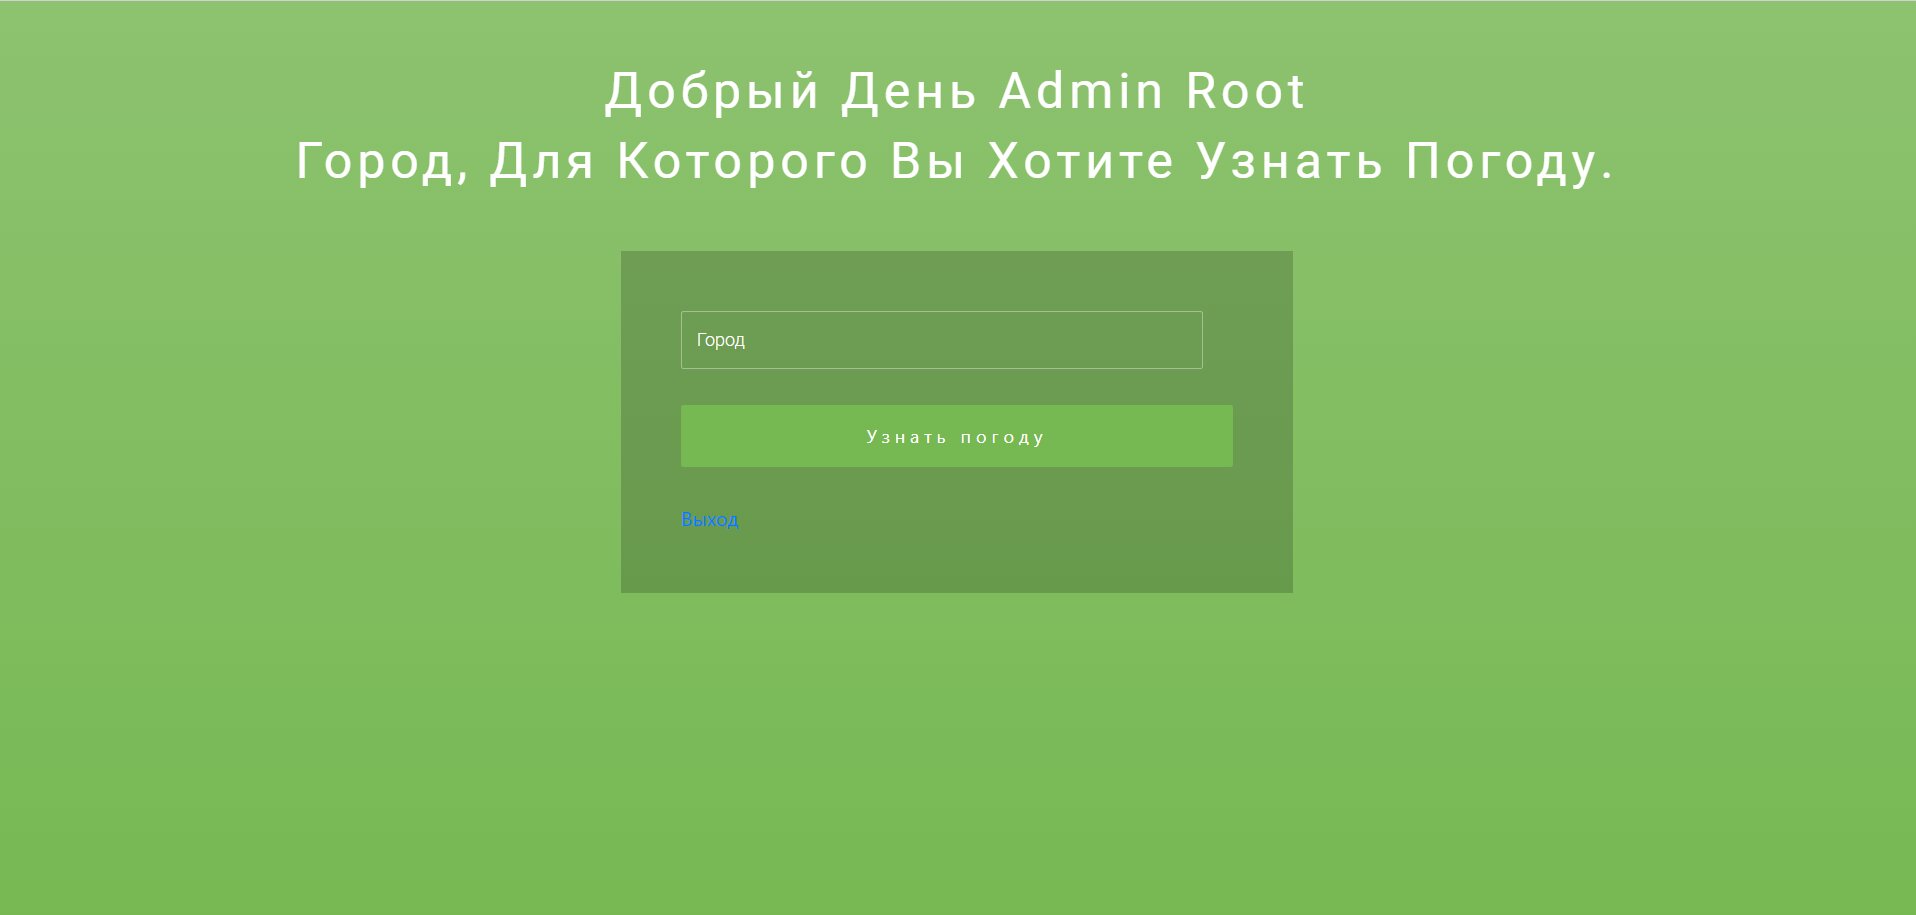 Добрый День Admin Root
Город, Для Которого Вы Хотите Узнать Погоду.
Город
Узнать погоду
Выход